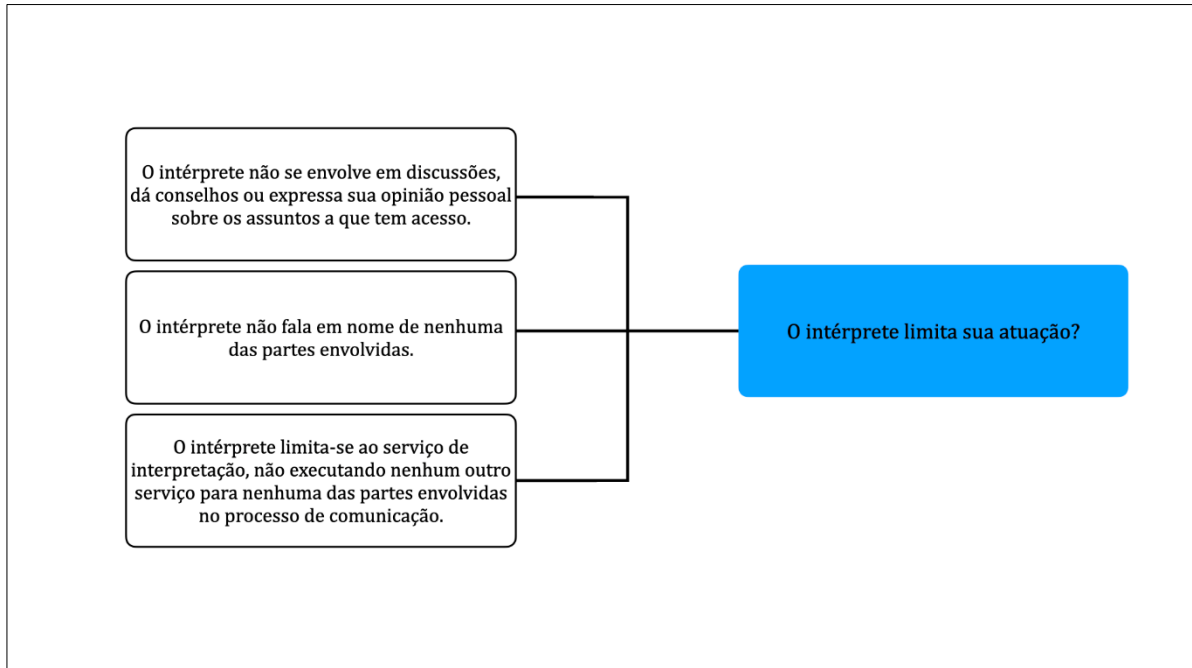 O intérprete não se envolve em discussões,
dá conselhos ou expressa sua opinião pessoal
sobre os assuntos a que tem acesso.
O intérprete não fala em nome de nenhuma
das partes envolvidas.
O intérprete limita-se ao serviço de
interpretação, não executando nenhum outro
serviço para nenhuma das partes envolvidas
no processo de comunicação.
O intérprete limita sua atuação?